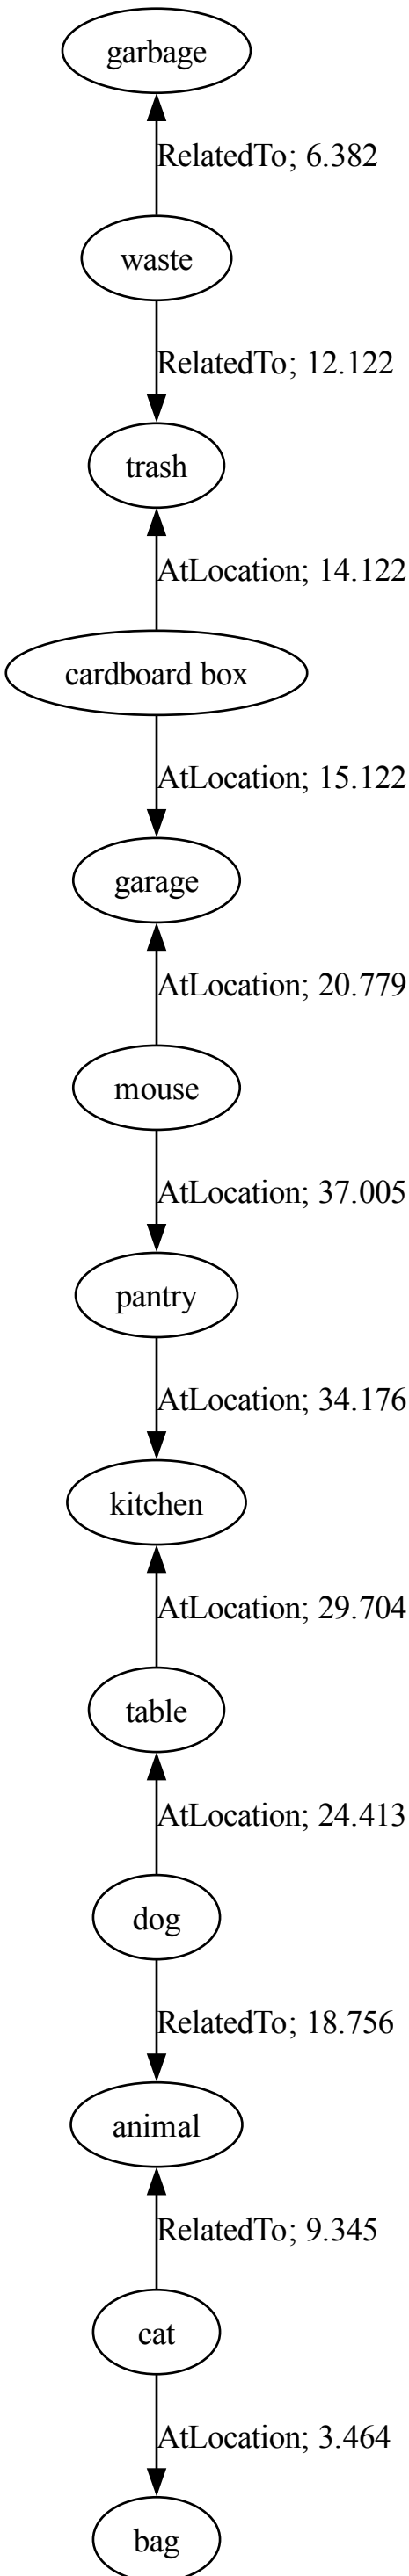 garbage
RelatedTo; 6.382
waste
RelatedTo; 12.122
trash
AtLocation; 14.122
cardboard box
AtLocation; 15.122
garage
AtLocation; 20.779
mouse
AtLocation; 37.005
pantry
AtLocation; 34.176
kitchen
AtLocation; 29.704
table
AtLocation; 24.413
dog
RelatedTo; 18.756
animal
RelatedTo; 9.345
cat
AtLocation; 3.464
bag